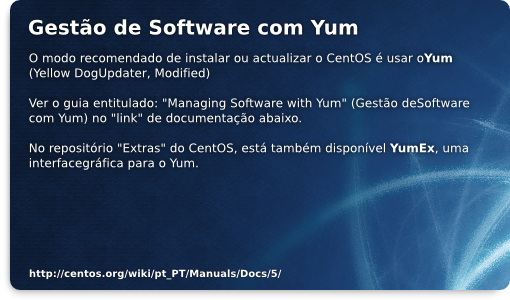 Gestão de Software com Yum
O modo recomendado de instalar ou actualizar o CentOS é usar oYum
(Yellow DogUpdater, Modified)
Ver o guia entitulado: "Managing Software with Yum" (Gestão deSoftware
com Yum) no "link" de documentação abaixo.
No repositório "Extras" do CentOS, está também disponível YumEx, uma
interfacegráfica para o Yum.
http://centos.org/wiki/pt_PT/Manuals/Docs/5/